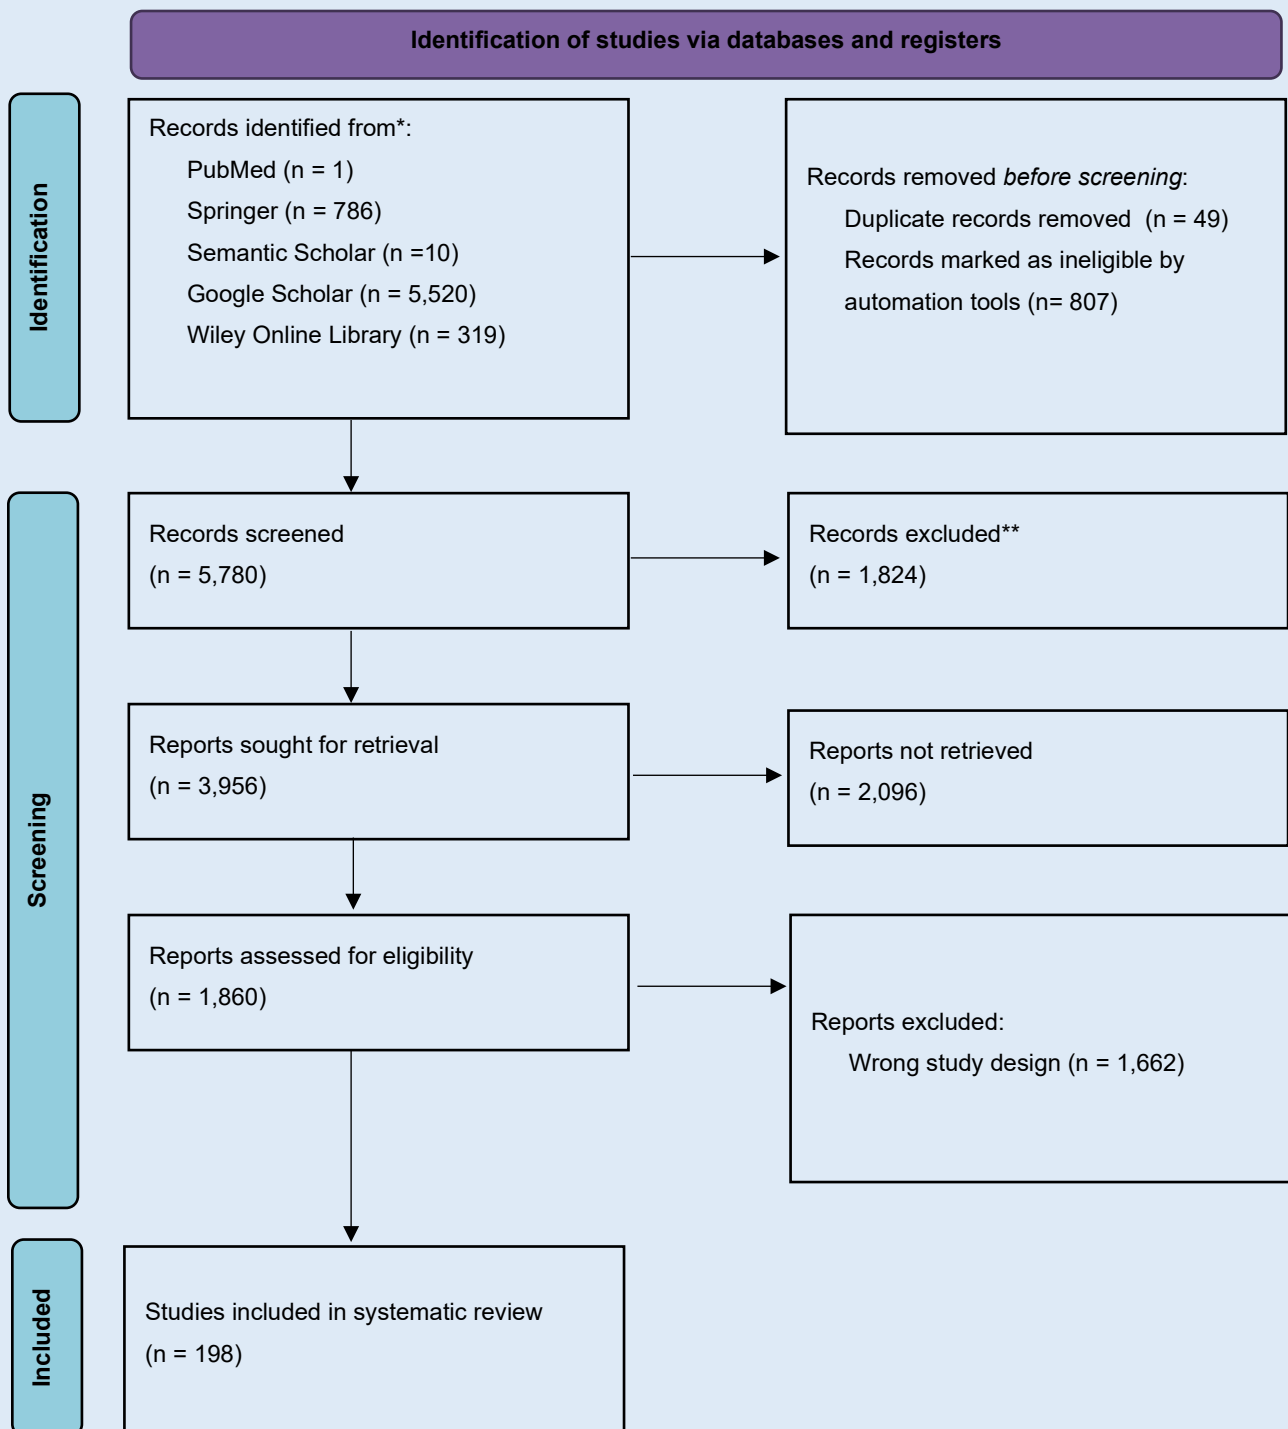 Identification of studies via databases and registers
Identification
Records identified from*:
PubMed (n = 1)
Springer (n = 786)
Semantic Scholar (n =10)
Google Scholar (n = 5,520)
Wiley Online Library (n = 319)
Records removed before screening:
Duplicate records removed  (n = 49)
Records marked as ineligible by
automation tools (n= 807)
Screening
Records screened
(n = 5,780)
Records excluded**
(n = 1,824)
Reports sought for retrieval
(n = 3,956)
Reports not retrieved
(n = 2,096)
Reports assessed for eligibility
(n = 1,860)
Reports excluded:
Wrong study design (n = 1,662)
Included
Studies included in systematic review
(n = 198)